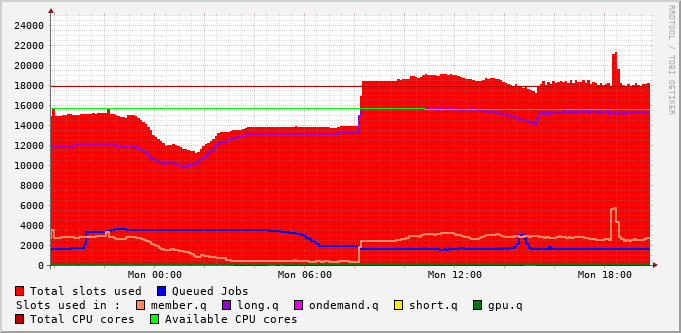 RRDTOOL / TOBI OETIKER
24000
22000
20000
18000
16000
14000
12000
10000
8000
6000
4000
2000
0
Mon 00:00 Mon 06:00 Mon 12:00 Mon 18:00
Total slots used Queued Jobs
Slots used in : member.q long.q ondemand.q short.q gpu.q
Total CPU cores Available CPU cores